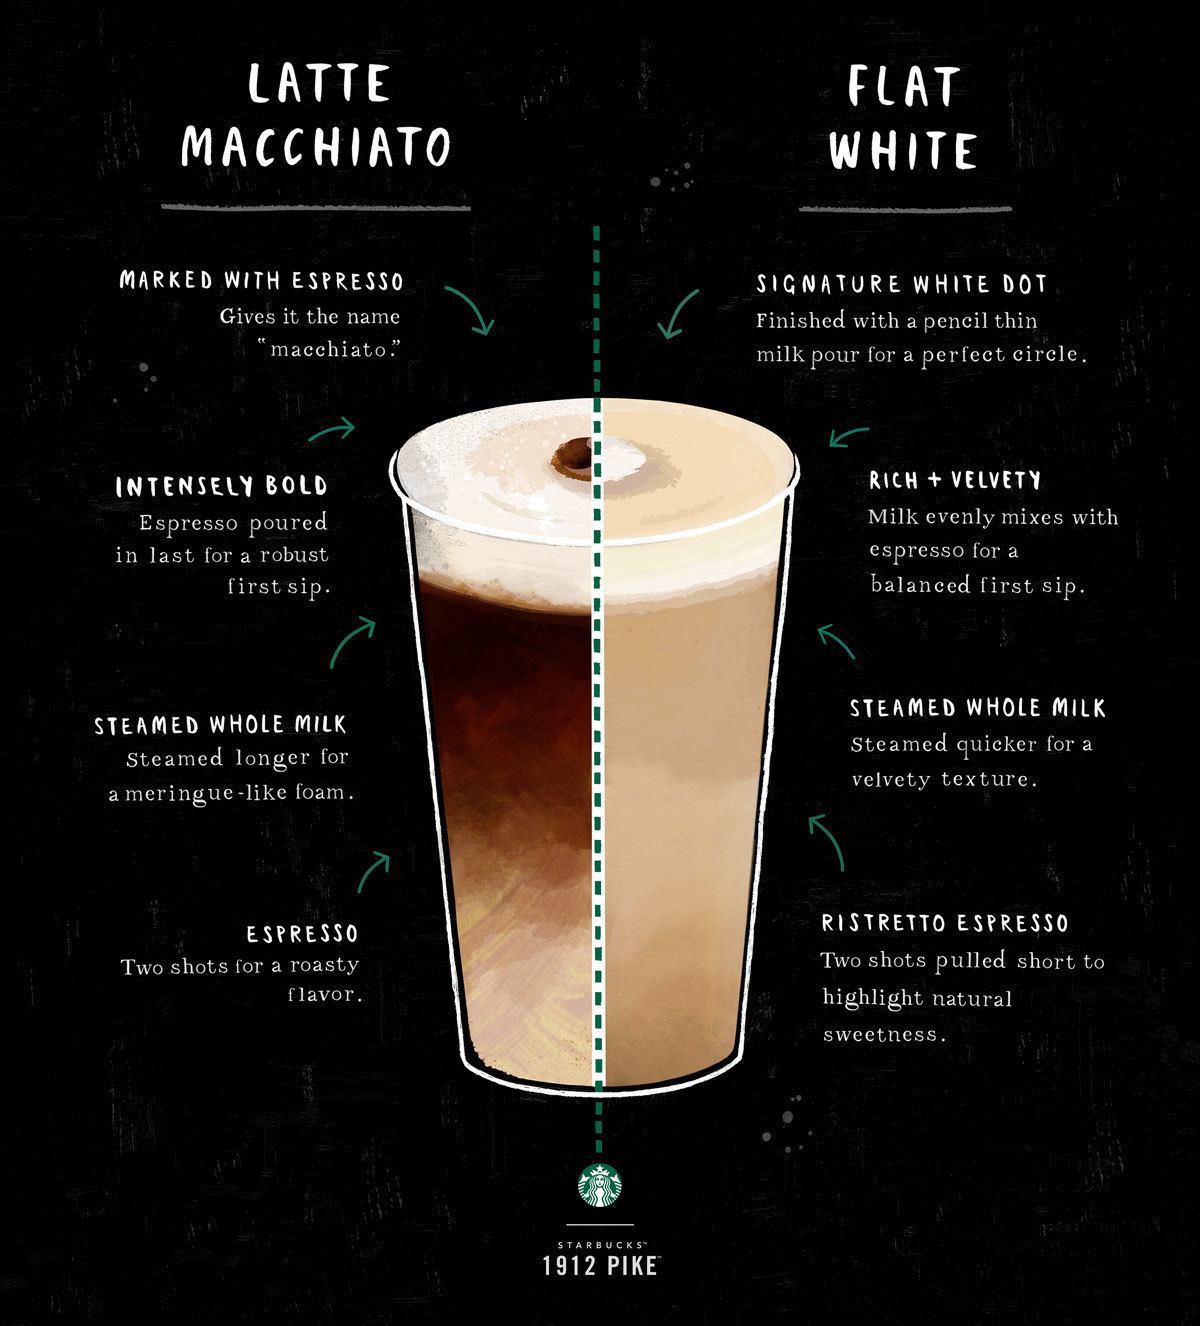 LATTE
MACCHIATO
MARKED WITH ESPRESSO
Gives it the name
"macchiato."
INTENSELY BOLD
Espresso poured
in last for a robust
first sip.
STEAMED WHOLE MILK
Steamed longer for
a meringue-like foam.
ESPRESSO
Two shots for a roasty
flavor.
FLAT
WHITE
SIGNATURE WHITE DOT
Finished with a pencil thin
milk pour for a perfect circle.
RICH + VELVETY
Milk evenly mixes with
espresso for a
balanced first sip.
STEAMED WHOLE MILK
Steamed quicker for a
velvety texture.
RISTRETTO ESPRESSO
Two shots pulled short to
highlight natural
sweetness.
STARBUCKS™
1912 PIKE™